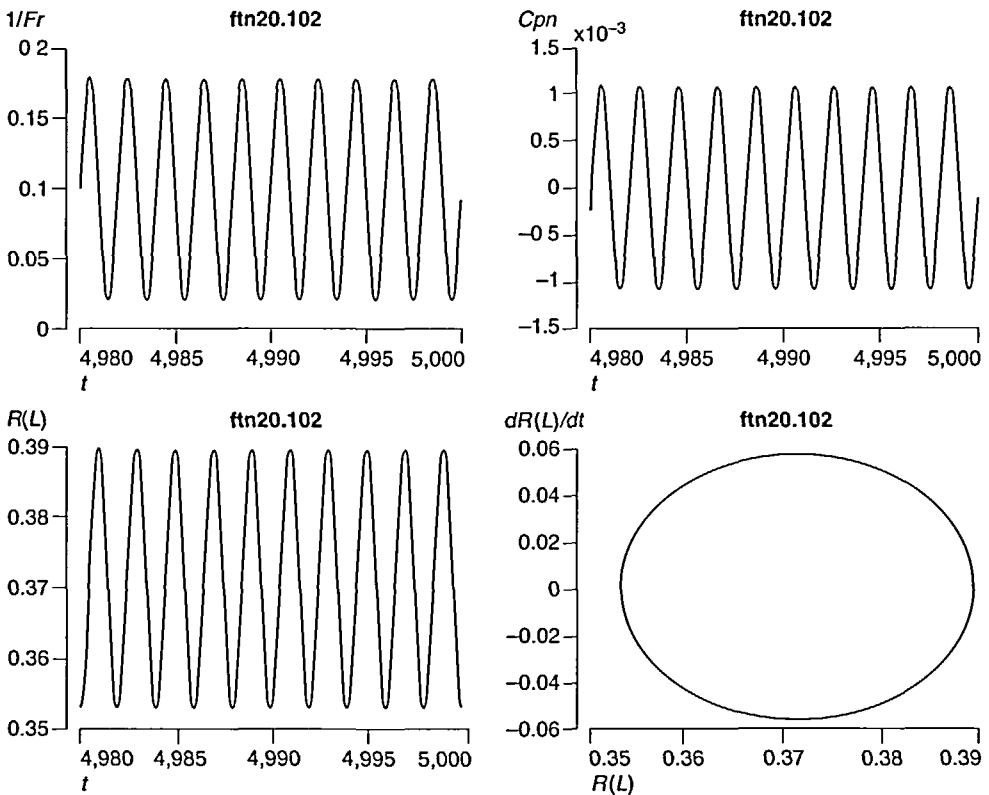 1/Fr
ftn20.102
0 2
0.15
0.1
0.05
0
4,980 4,985 4,990 4,995 5,000
t
Cpn
x10⁻³
ftn20.102
1.5
1
0.5
0
−0 5
−1
−1.5
4,980 4,985 4,990 4,995 5,000
t
R(L)
ftn20.102
0.39
0.38
0.37
0.36
0.35
4,980 4,985 4,990 4,995 5,000
t
dR(L)/dt
ftn20.102
0.06
0.04
0.02
0
−0.02
−0.04
−0.06
0.35 0.36 0.37 0.38 0.39
R(L)